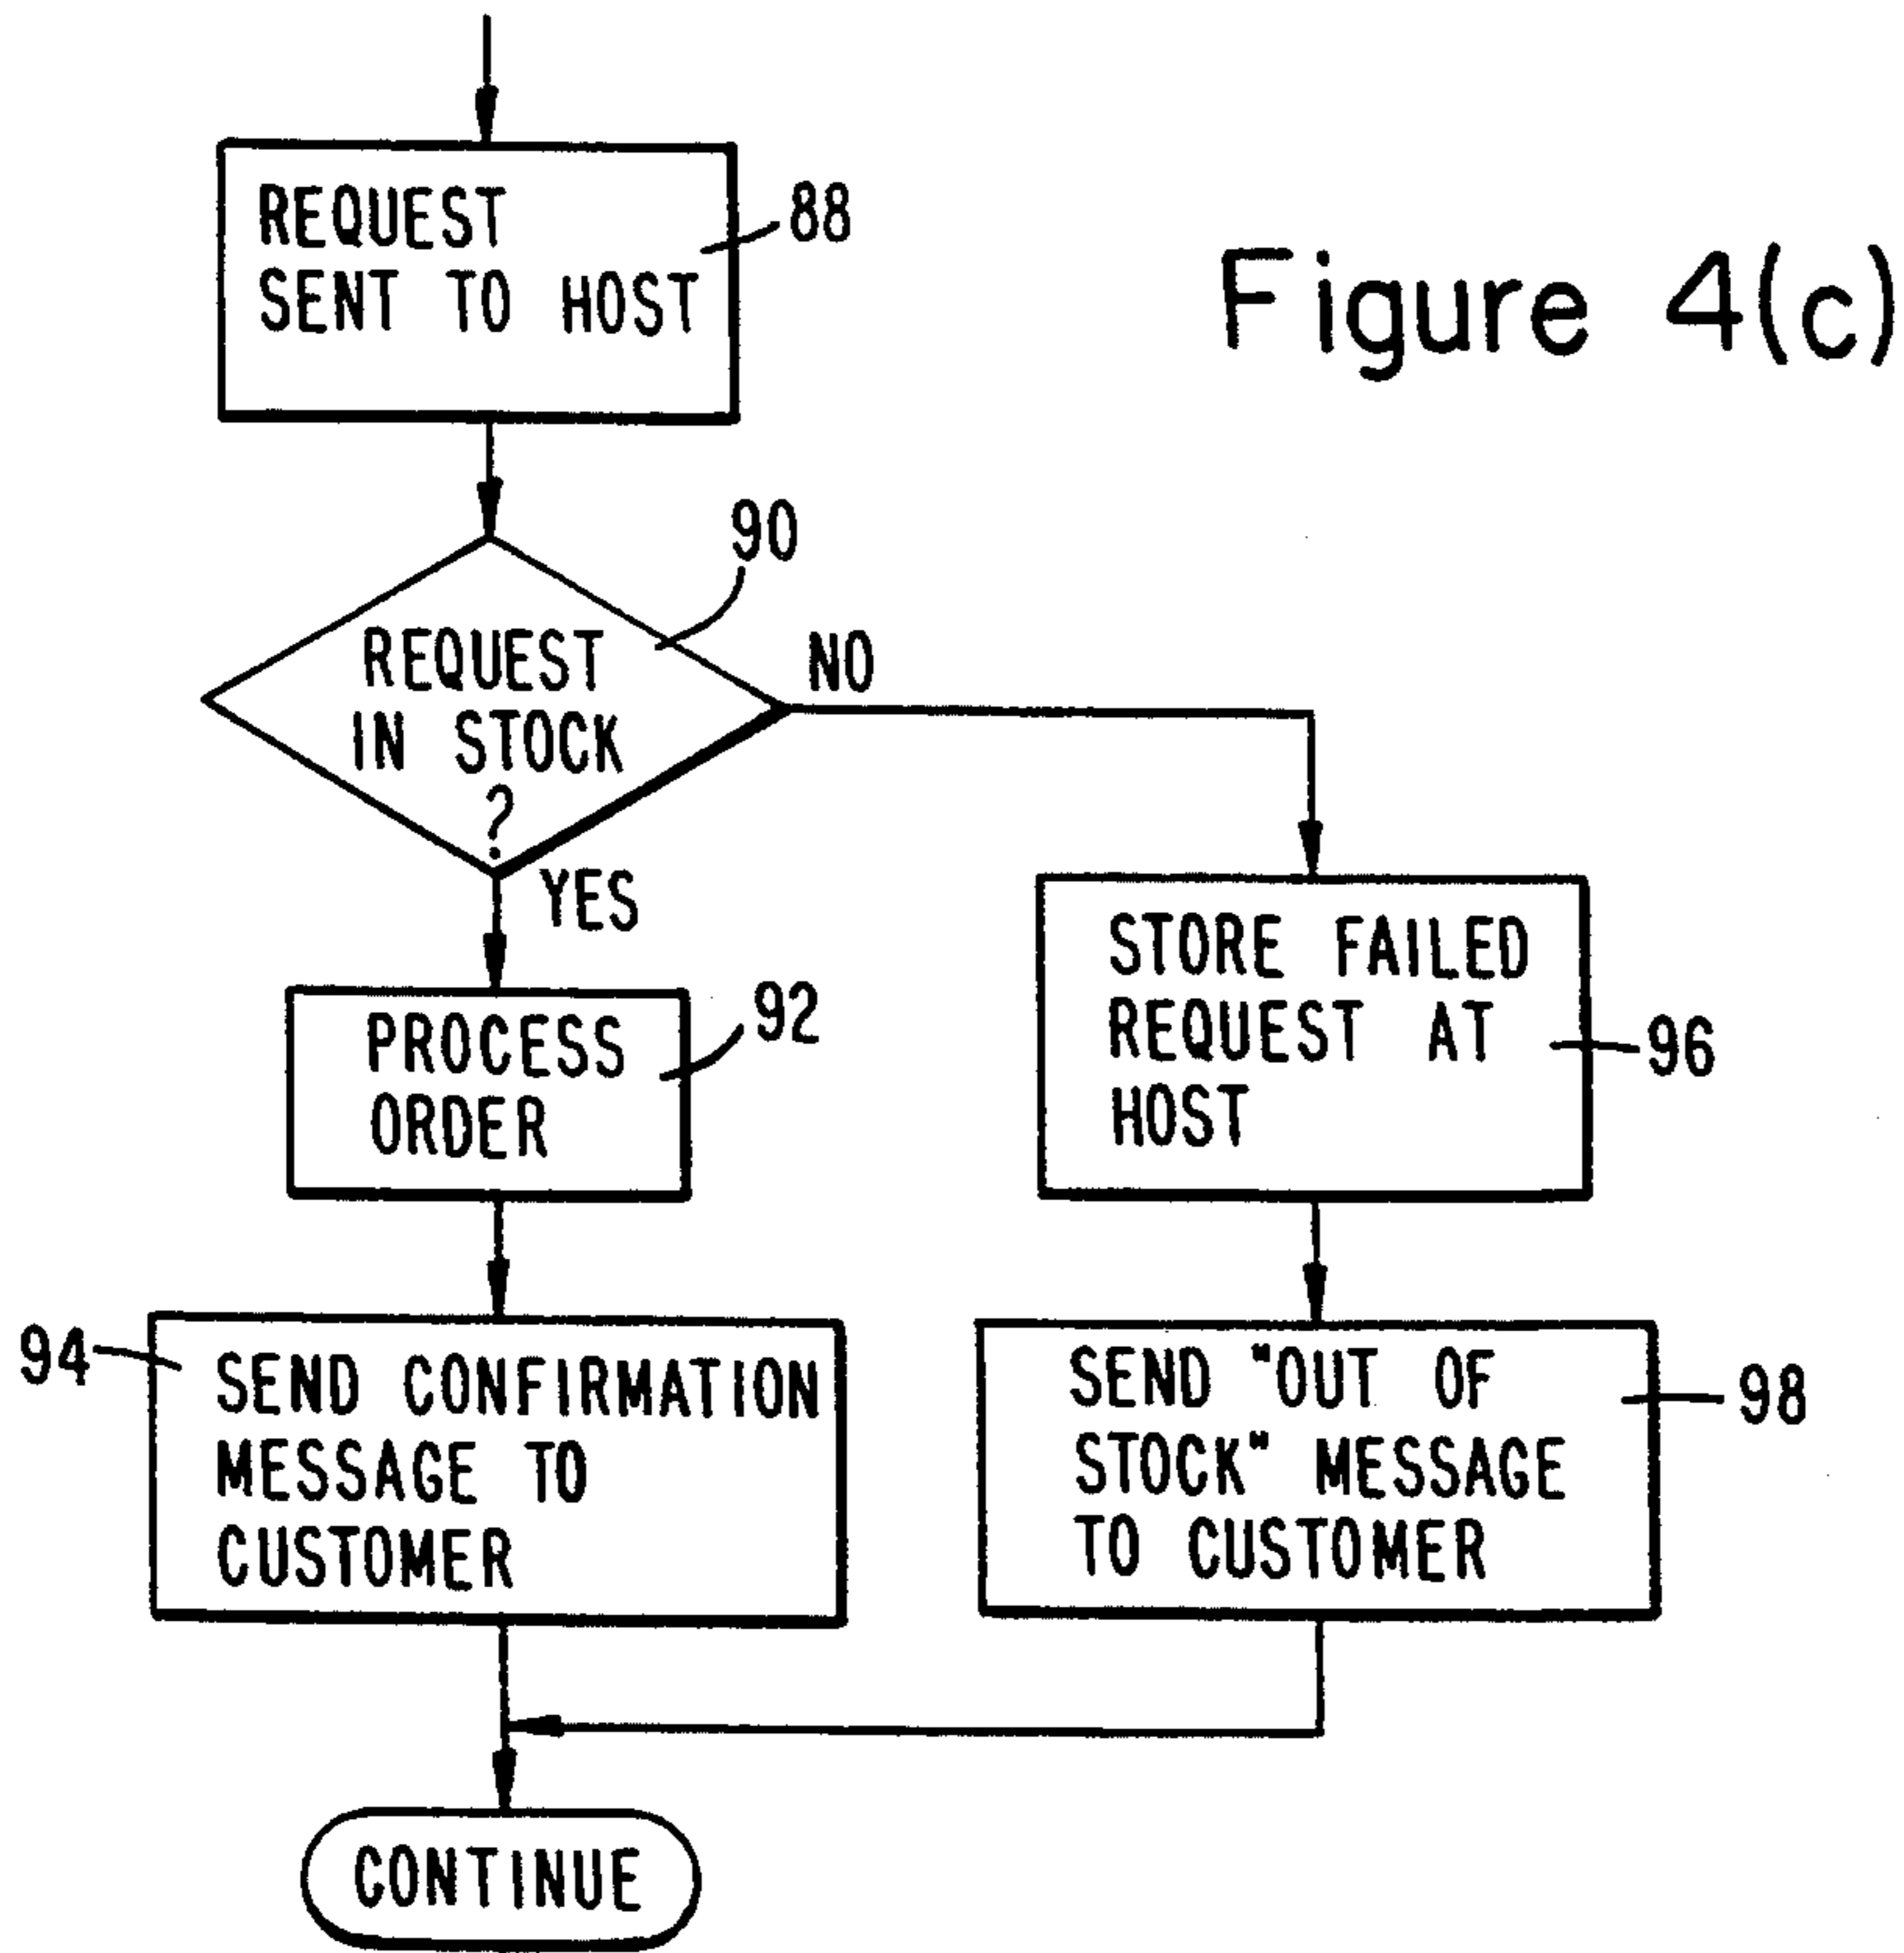 REQUEST
SENT TO HOST
88
Figure 4(c)
90
REQUEST
IN STOCK
?
NO
YES
PROCESS
ORDER
92
STORE FAILED
REQUEST AT
HOST
96
94
SEND CONFIRMATION
MESSAGE TO
CUSTOMER
SEND "OUT OF
STOCK" MESSAGE
TO CUSTOMER
98
CONTINUE